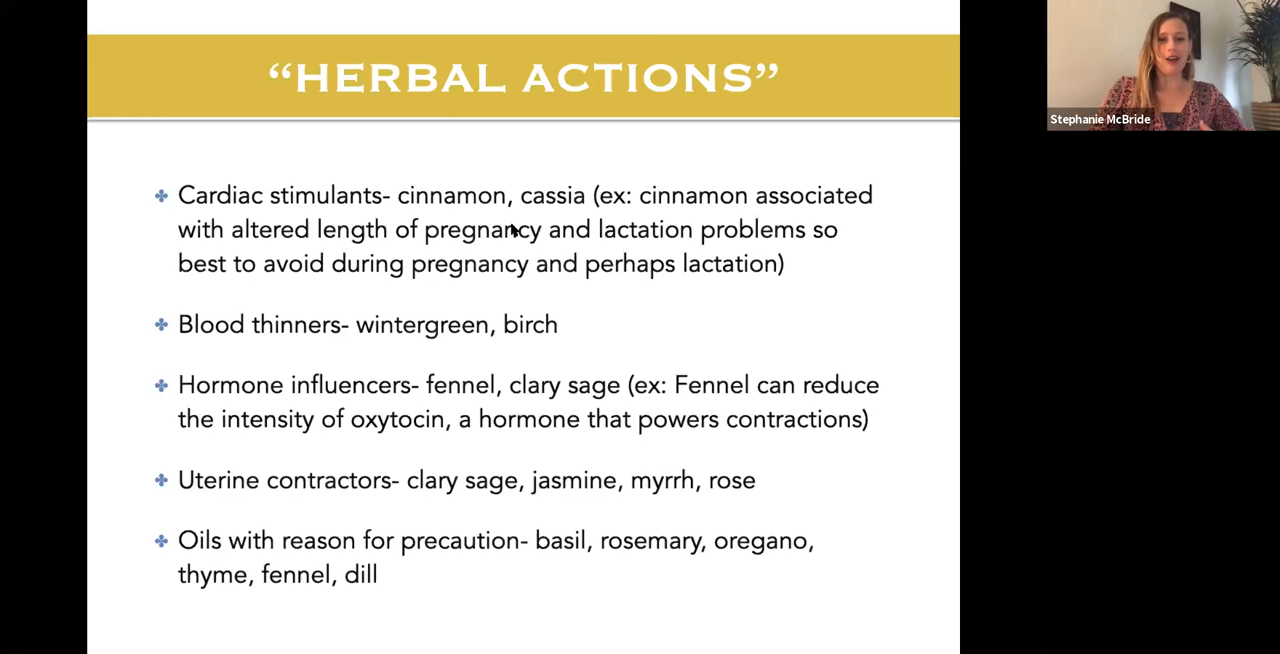 “HERBAL ACTIONS”
Stephanie McBride
Cardiac stimulants- cinnamon, cassia (ex: cinnamon associated
with altered length of pregnancy and lactation problems so
best to avoid during pregnancy and perhaps lactation)
Blood thinners- wintergreen, birch
Hormone influencers- fennel, clary sage (ex: Fennel can reduce
the intensity of oxytocin, a hormone that powers contractions)
Uterine contractors- clary sage, jasmine, myrrh, rose
Oils with reason for precaution- basil, rosemary, oregano,
thyme, fennel, dill